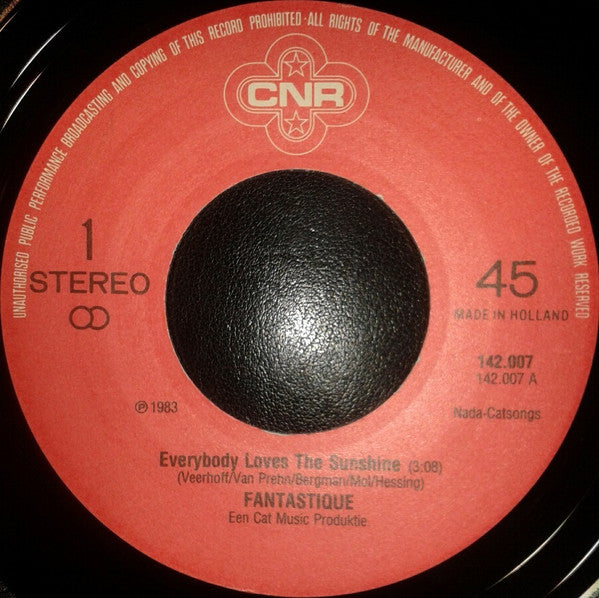 UNAUTHORISED PUBLIC PERFORMANCE BROADCASTING AND COPYING OF THIS RECORD PROHIBITED·ALL RIGHTS OF THE MANUFACTURER AND OF THE OWNER OF THE RECORDED WORK RESERVED
CNR
1
STEREO
45
MADE IN HOLLAND
142.007
142.007 A
℗ 1983
Nada-Catsongs
Everybody Loves The Sunshine (3:08)
(Veerhoff/Van Prehn/Bergman/Mol/Hessing)
FANTASTIQUE
Een Cat Music Produktie